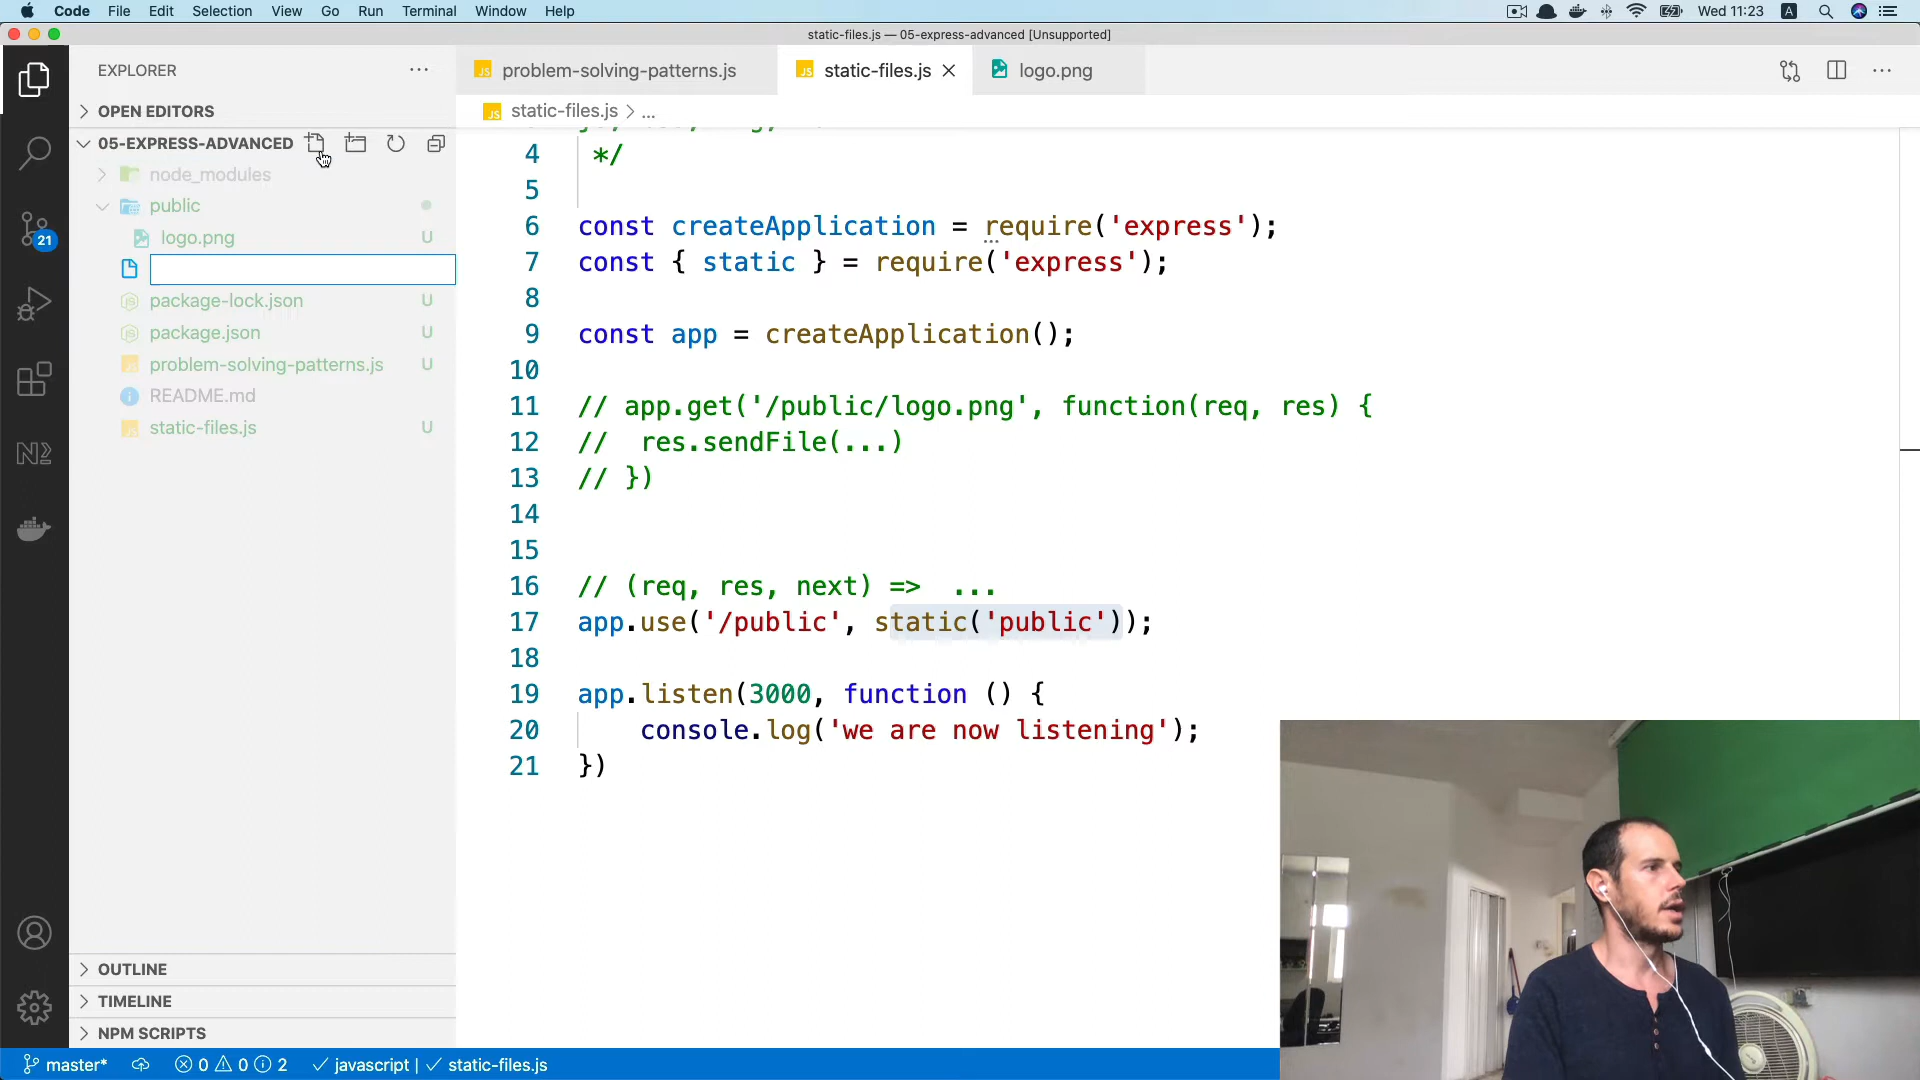 Code File Edit Selection View Go Run Terminal Window Help Wed 11:23 A
static-files.js — 05-express-advanced [Unsupported]
EXPLORER
problem-solving-patterns.js static-files.js logo.png
OPEN EDITORS
static-files.js > ...
05-EXPRESS-ADVANCED
node_modules
public
logo.png U
package-lock.json U
package.json U
problem-solving-patterns.js U
README.md
static-files.js U
21
4 */
5
6 const createApplication = require('express');
7 const { static } = require('express');
8
9 const app = createApplication();
10
11 // app.get('/public/logo.png', function(req, res) {
12 //  res.sendFile(...)
13 // })
14
15
16 // (req, res, next) =>  ...
17 app.use('/public', static('public'));
18
19 app.listen(3000, function () {
20     console.log('we are now listening');
21 })
OUTLINE
TIMELINE
NPM SCRIPTS
master* 0 0 2 javascript | static-files.js